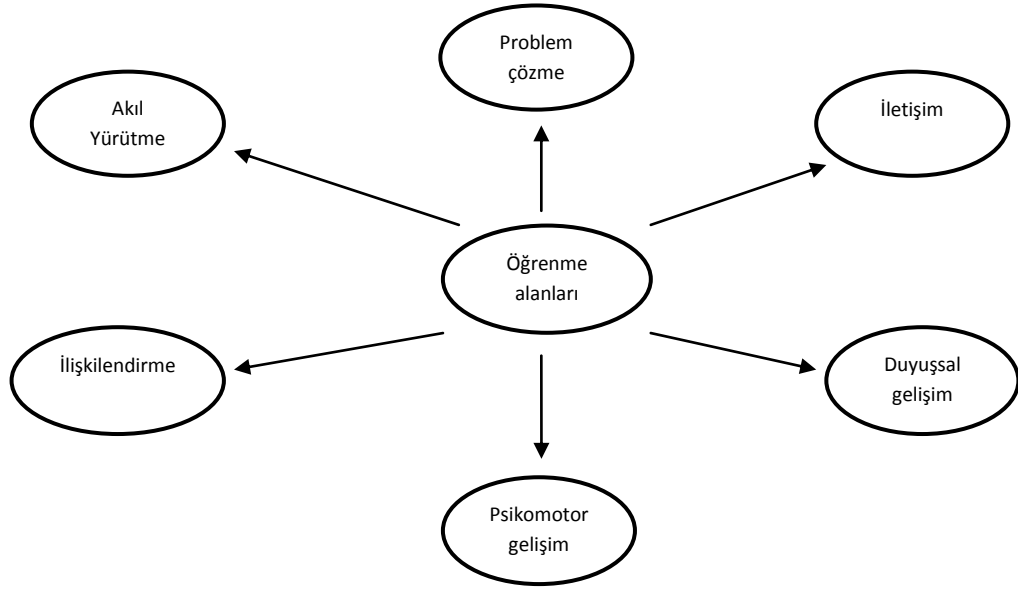 Problem
çözme
Akıl
Yürütme
İletişim
Öğrenme
alanları
İlişkilendirme
Duyuşsal
gelişim
Psikomotor
gelişim